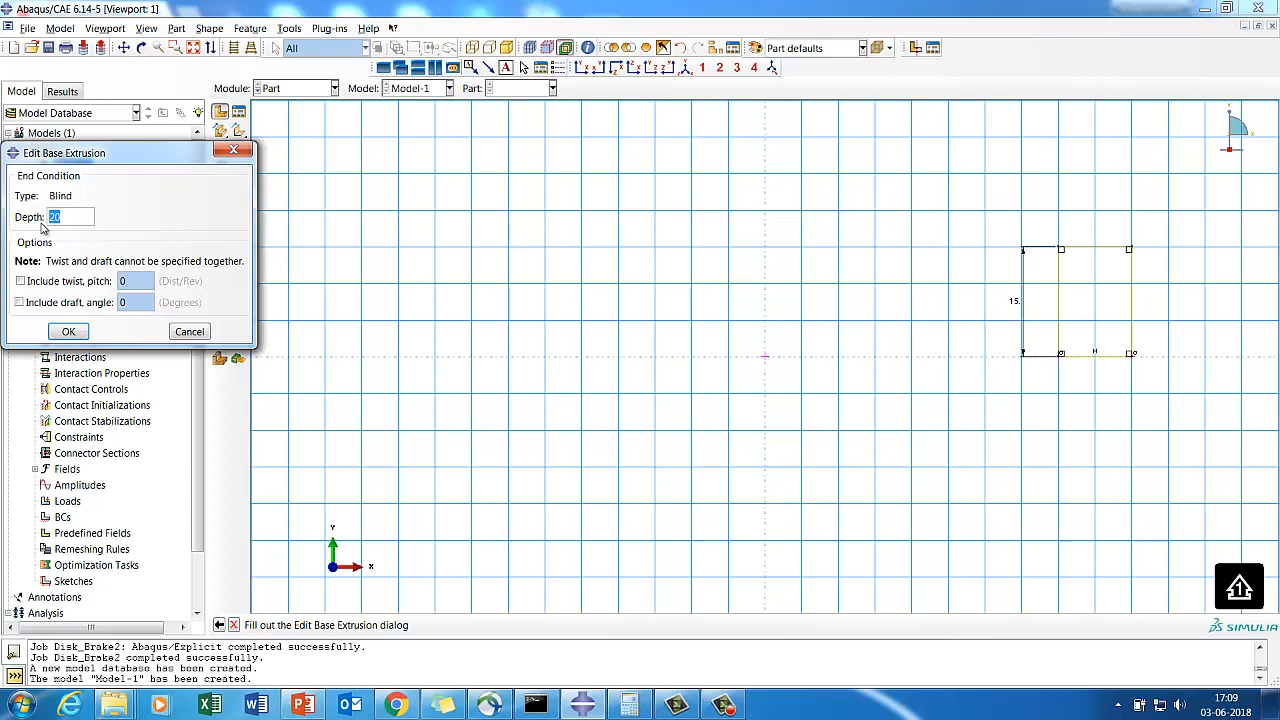 Abaqus/CAE 6.14-5 [Viewport: 1]
File Model Viewport View Part Shape Feature Tools Plug-ins Help
All
Part defaults
1 2 3 4
Model Results
Module: Part Model: Model-1 Part:
Model Database
Models (1)
Edit Base Extrusion
End Condition
Type: Blind
Depth: 20
Options
Note: Twist and draft cannot be specified together.
Include twist, pitch: 0 (Dist/Rev)
Include draft, angle: 0 (Degrees)
OK Cancel
Interactions
Interaction Properties
Contact Controls
Contact Initializations
Contact Stabilizations
Constraints
Connector Sections
Fields
Amplitudes
Loads
BCs
Predefined Fields
Remeshing Rules
Optimization Tasks
Sketches
Annotations
Analysis
15.
H
Y
X
Fill out the Edit Base Extrusion dialog
SIMULIA
Job Disk_Brake2: Abaqus/Explicit completed successfully.
Job Disk_Brake2 completed successfully.
A new model database has been created.
The model "Model-1" has been created.
17:09
03-06-2018